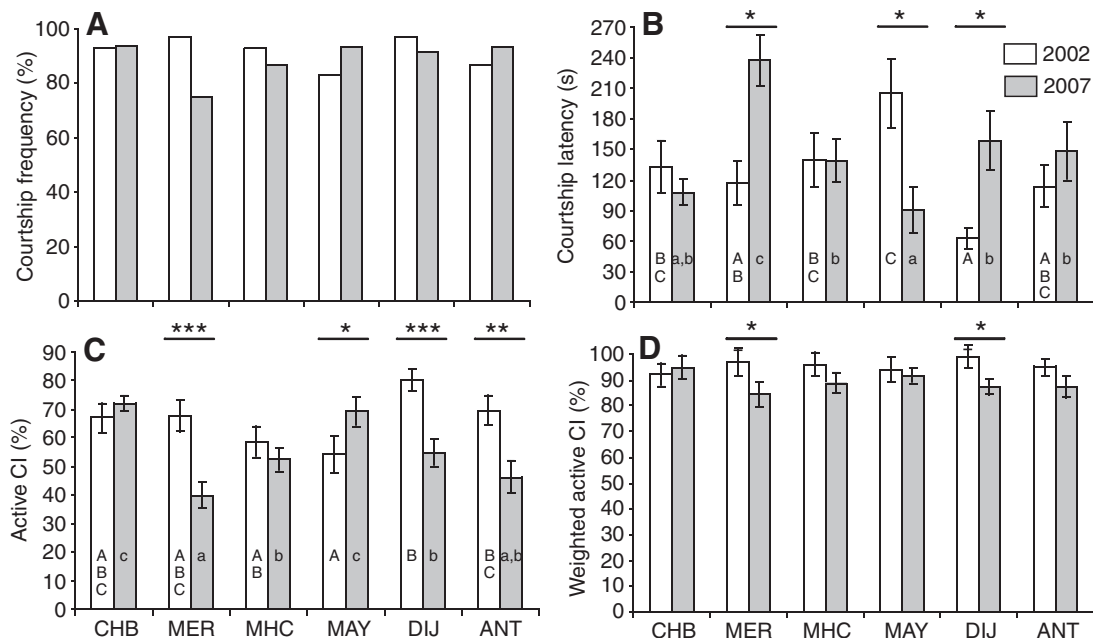 A
Courtship frequency (%)
100
80
60
40
20
0
B
* * *
2002
2007
Courtship latency (s)
270
240
210
180
150
120
90
60
30
0
B a,b A c B b C a A b A b
C B C B
C
C
*** * *** **
Active CI (%)
90
80
70
60
50
40
30
20
10
0
A c A a A b A c B b B a,b
B B B C
C C
CHB MER MHC MAY DIJ ANT
D
* *
Weighted active CI (%)
100
90
80
70
60
50
40
30
20
10
0
CHB MER MHC MAY DIJ ANT